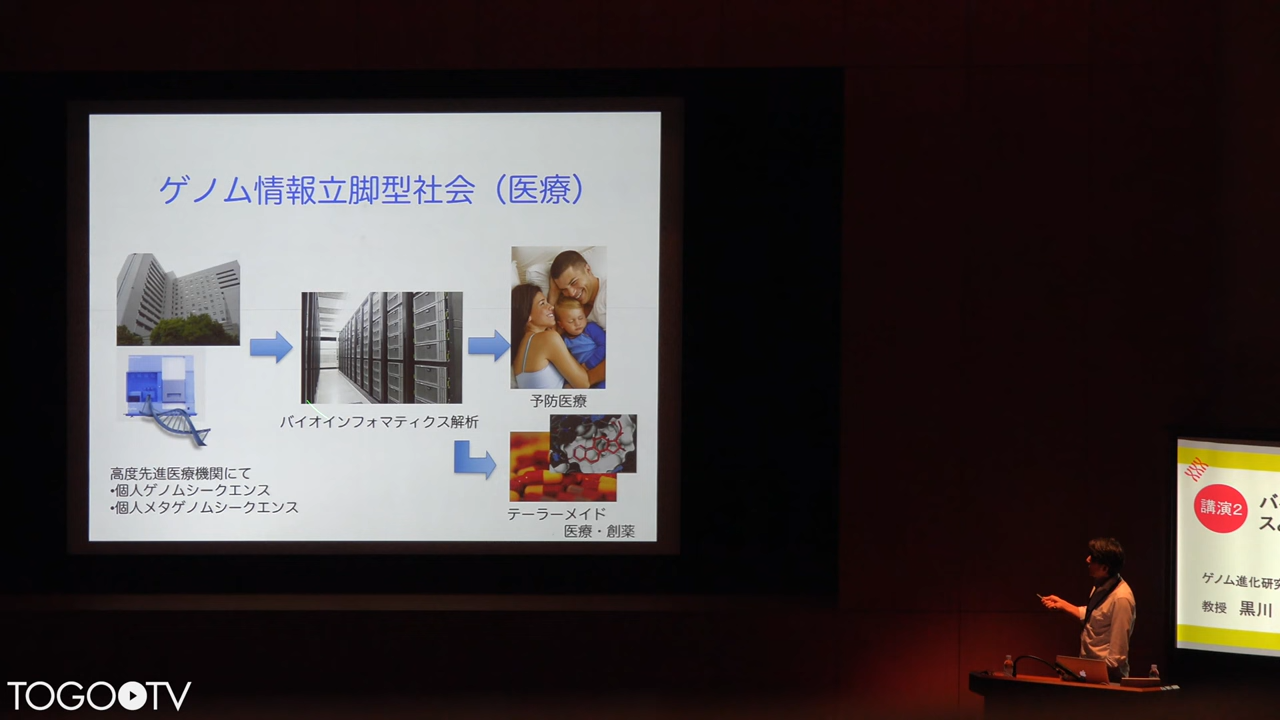 ゲノム情報立脚型社会（医療）
バイオインフォマティクス解析
予防医療
高度先進医療機関にて
•個人ゲノムシークエンス
•個人メタゲノムシークエンス
テーラーメイド
医療・創薬
講演2
バ
ス
ゲノム進化研究
教授 黒川
TOGOTV